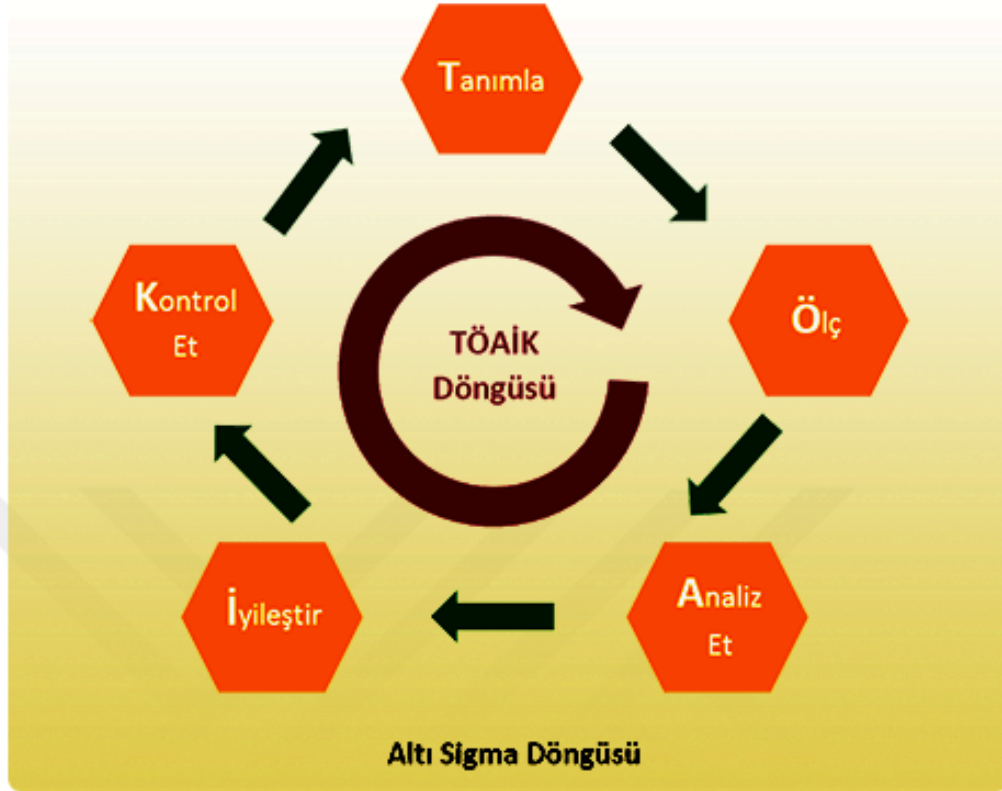 Tanımla
Ölç
Analiz
Et
İyileştir
Kontrol
Et
TÖAİK
Döngüsü
Altı Sigma Döngüsü